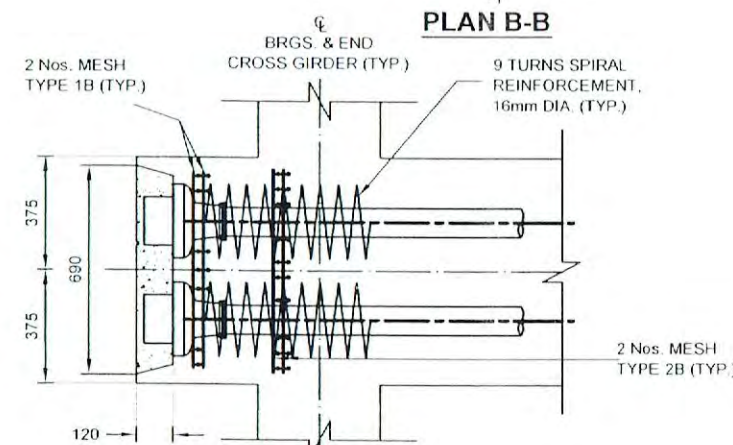 PLAN B-B
℄
BRGS. & END
CROSS GIRDER (TYP.)
2 Nos. MESH
TYPE 1B (TYP.)
9 TURNS SPIRAL
REINFORCEMENT,
16mm DIA. (TYP.)
375
690
375
2 Nos. MESH
TYPE 2B (TYP.)
120